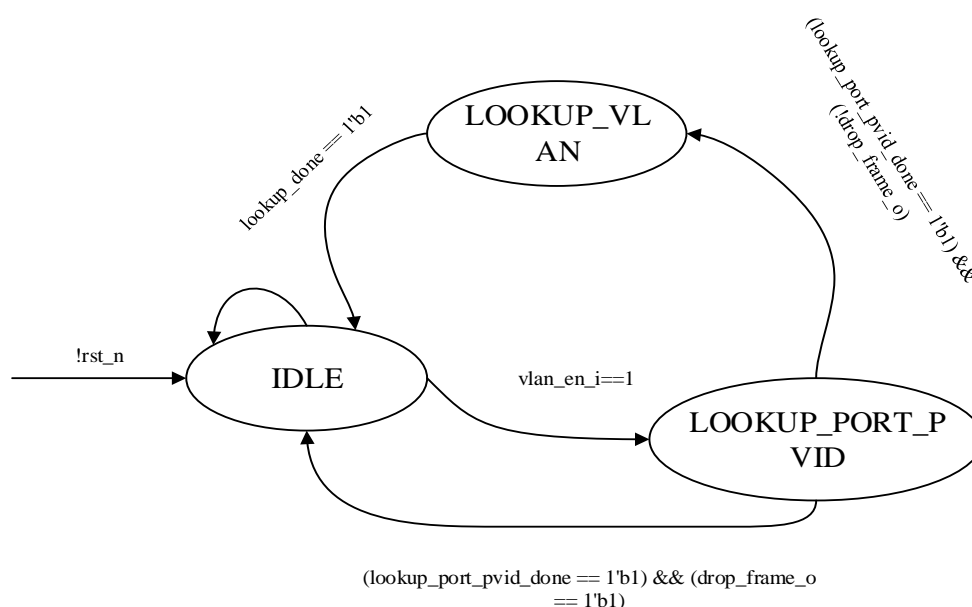 (lookup_port_pvid_done == 1'b1) &&
(!drop_frame_o)
LOOKUP_VL
AN
lookup_done == 1'b1
!rst_n
IDLE
vlan_en_i==1
LOOKUP_PORT_P
VID
(lookup_port_pvid_done == 1'b1) && (drop_frame_o
== 1'b1)